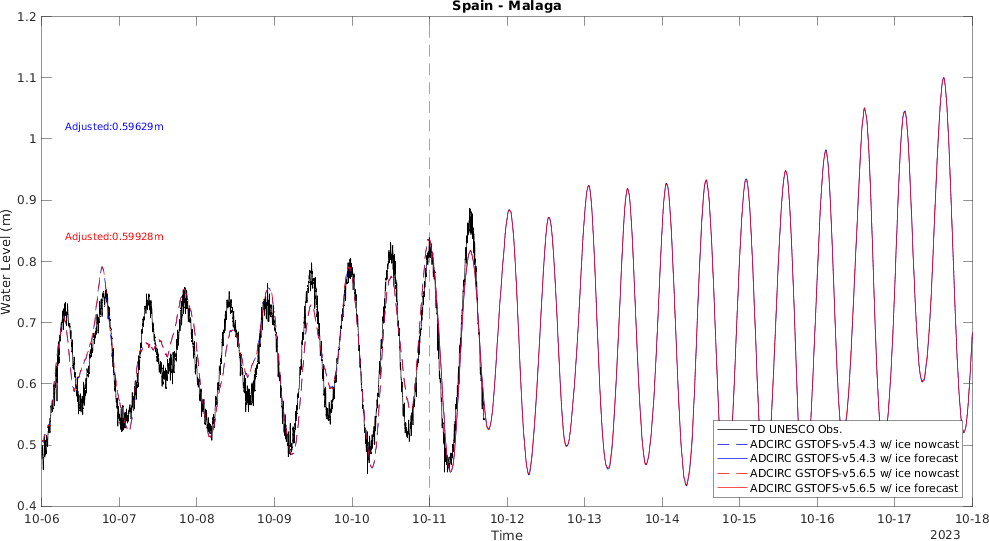 Spain - Malaga
1.2
1.1
1
0.9
0.8
0.7
0.6
0.5
0.4
Water Level (m)
Adjusted:0.59629m
Adjusted:0.59928m
TD UNESCO Obs.
ADCIRC GSTOFS-v5.4.3 w/ ice nowcast
ADCIRC GSTOFS-v5.4.3 w/ ice forecast
ADCIRC GSTOFS-v5.6.5 w/ ice nowcast
ADCIRC GSTOFS-v5.6.5 w/ ice forecast
10-06 10-07 10-08 10-09 10-10 10-11 10-12 10-13 10-14 10-15 10-16 10-17 10-18
Time
2023